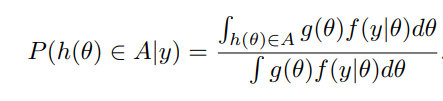 P(h(θ) ∈ A|y) = ∫_{h(θ)∈A} g(θ)f(y|θ)dθ / ∫ g(θ)f(y|θ)dθ.